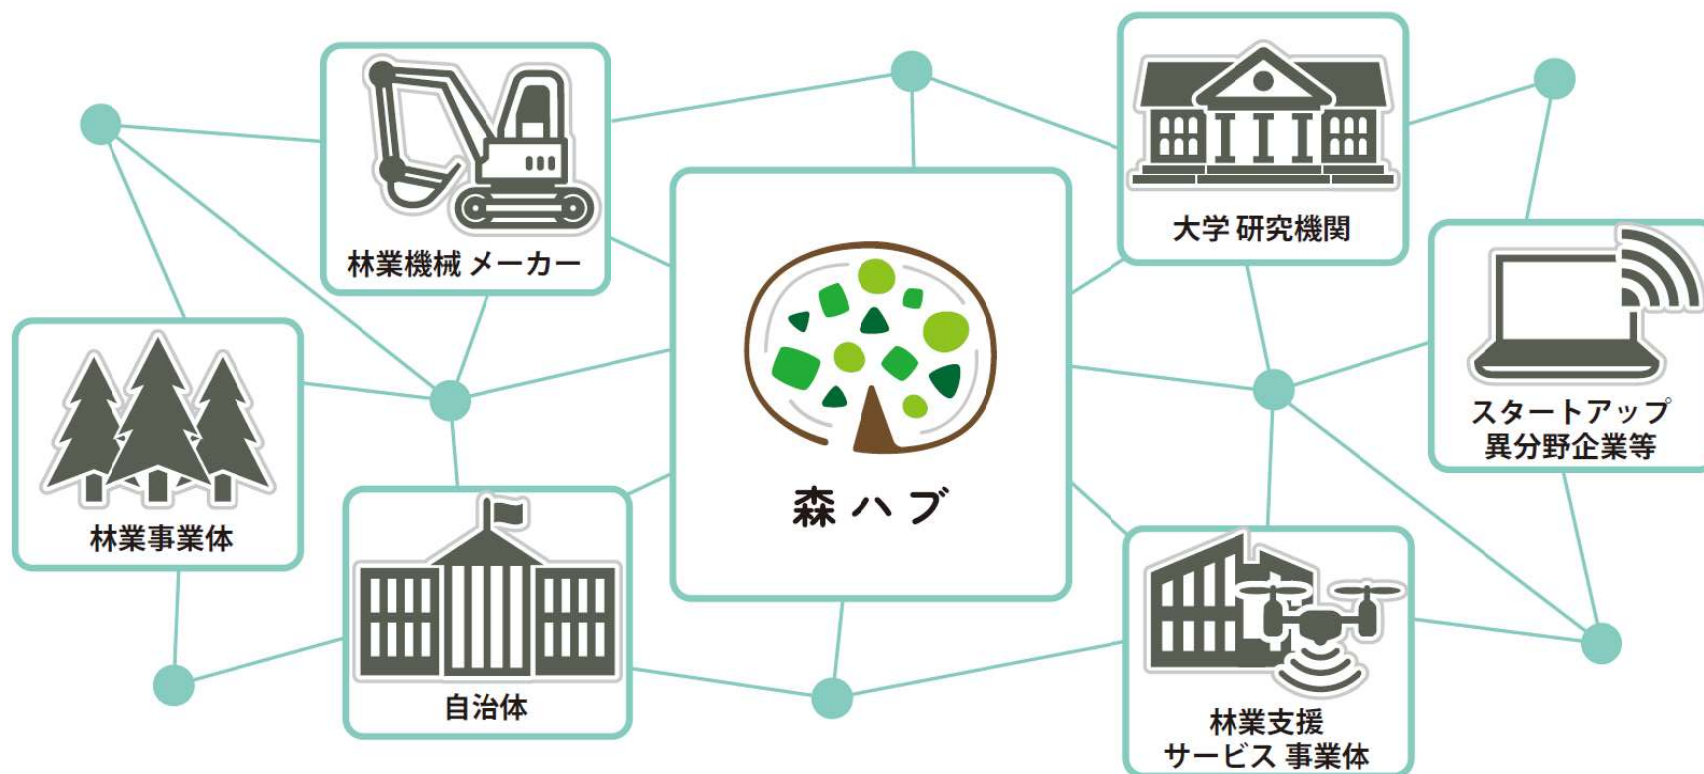 林業機械 メーカー
大学 研究機関
スタートアップ
異分野企業等
林業事業体
森ハブ
自治体
林業支援
サービス 事業体